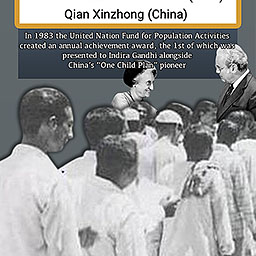 Qian Xinzhong (China)
In 1983 the United Nation Fund for Population Activities
created an annual achievement award, the 1st of which was
presented to Indira Gandhi alongside
China's "One Child Plan" pioneer